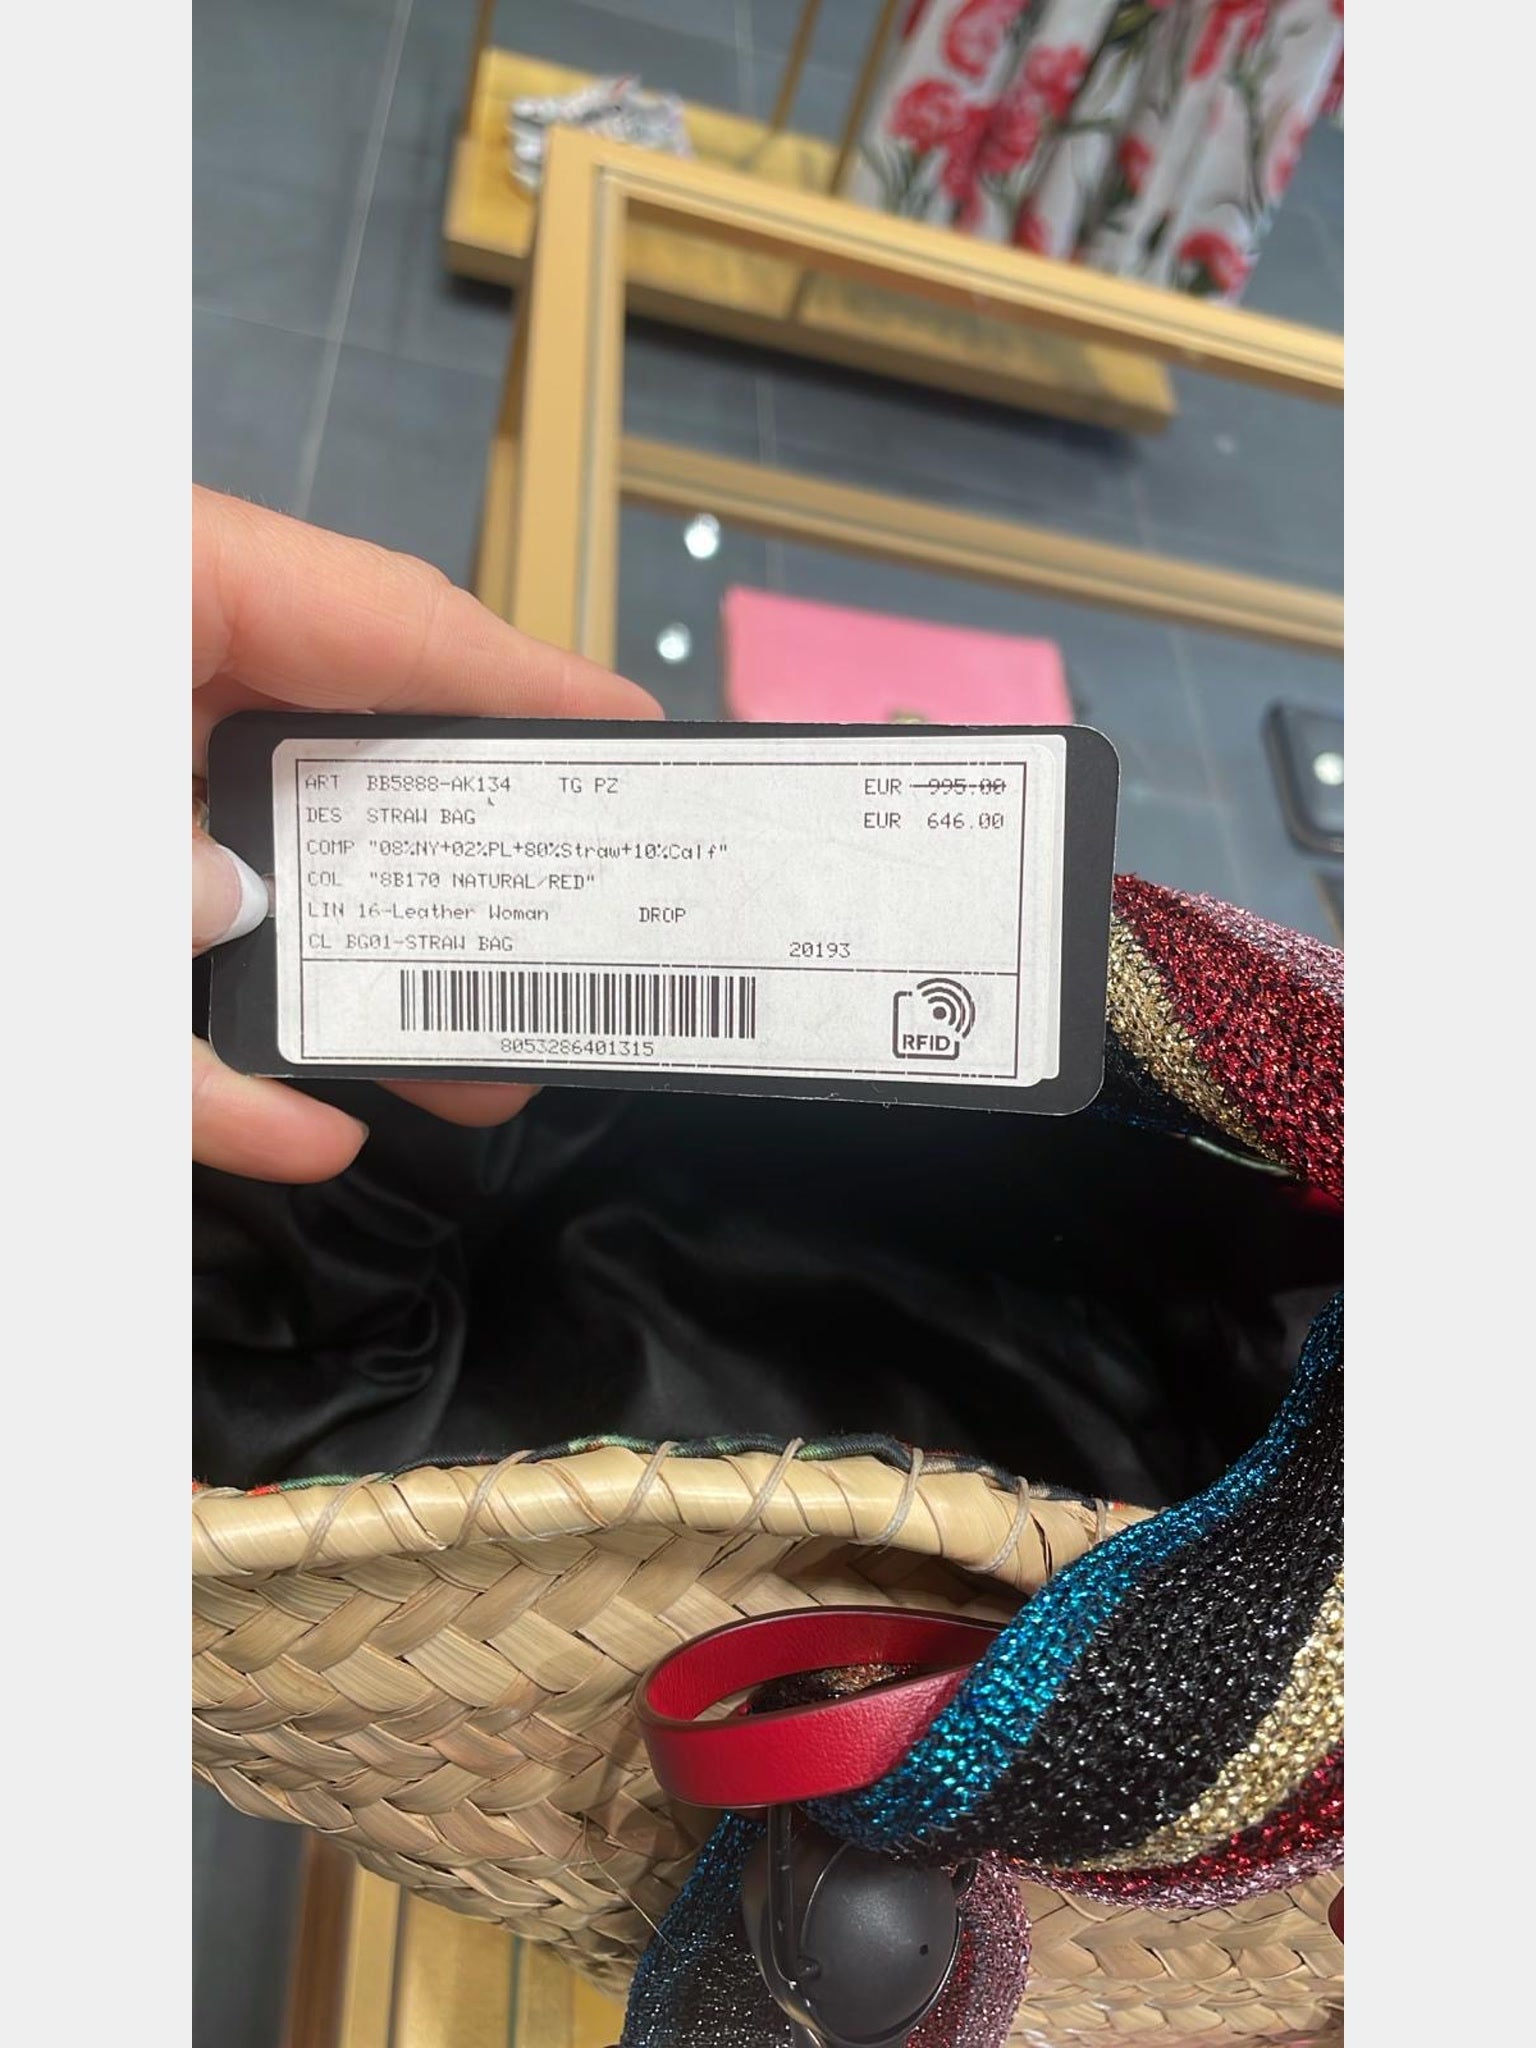 ART BB5888-AK134 TG PZ EUR 995.00
DES STRAW BAG EUR 646.00
COMP "08%NY+02%PL+80%Straw+10%Calf"
COL "8B170 NATURAL/RED"
LIN 16-Leather Woman DROP
CL BG01-STRAW BAG 20193
8053286401315
RFID